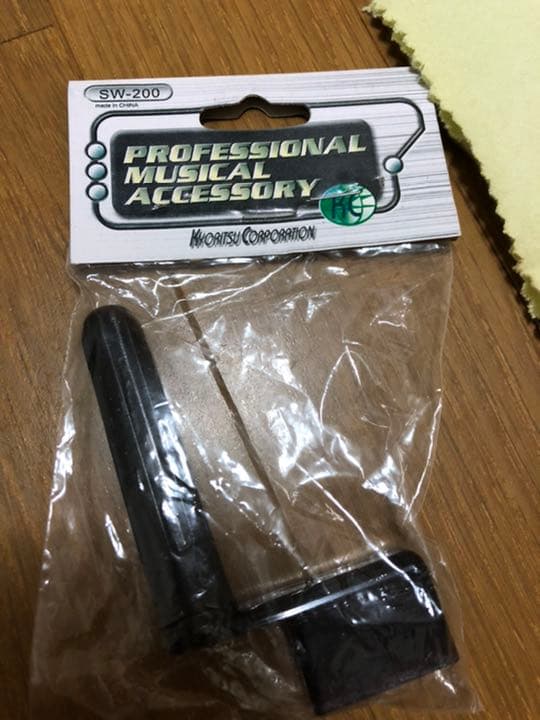 SW-200
made in CHINA
PROFESSIONAL
MUSICAL
ACCESSORY
KC
KYORITSU CORPORATION